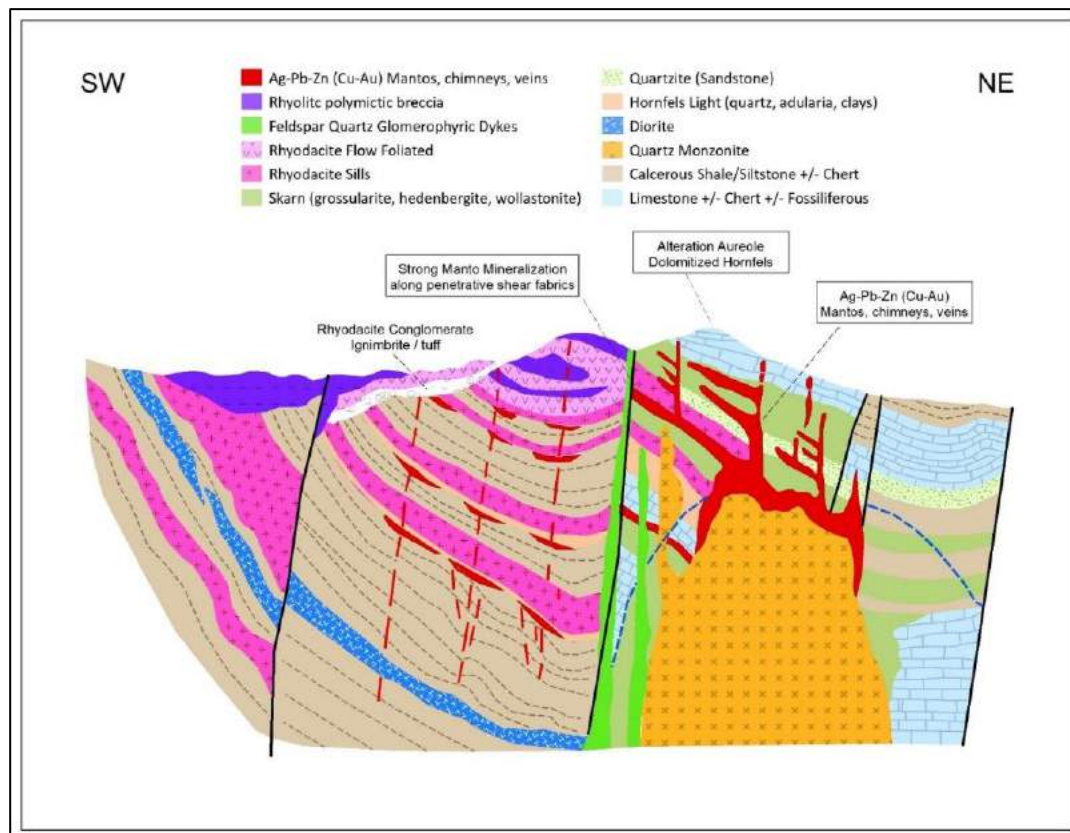 SW
NE
Ag-Pb-Zn (Cu-Au) Mantos, chimneys, veins
Rhyolitc polymictic breccia
Feldspar Quartz Glomerophyric Dykes
Rhyodacite Flow Foliated
Rhyodacite Sills
Skarn (grossularite, hedenbergite, wollastonite)
Quartzite (Sandstone)
Hornfels Light (quartz, adularia, clays)
Diorite
Quartz Monzonite
Calcerous Shale/Siltstone +/- Chert
Limestone +/- Chert +/- Fossiliferous
Alteration Aureole
Dolomitized Hornfels
Strong Manto Mineralization
along penetrative shear fabrics
Ag-Pb-Zn (Cu-Au)
Mantos, chimneys, veins
Rhyodacite Conglomerate
Ignimbrite / tuff